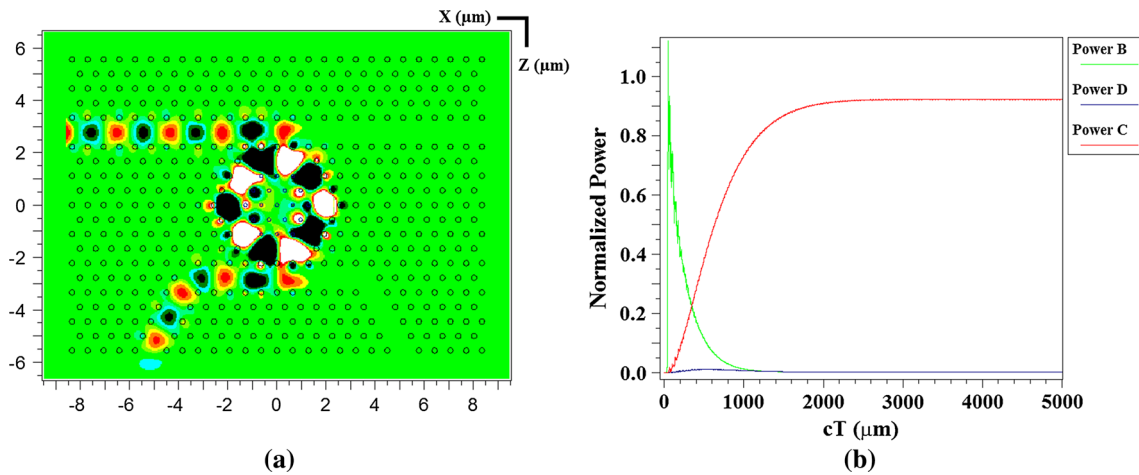 X (μm)
Z (μm)
6
4
2
0
-2
-4
-6
-8 -6 -4 -2 0 2 4 6 8
(a)
Normalized Power
1.0
0.8
0.6
0.4
0.2
0.0
0 1000 2000 3000 4000 5000
cT (μm)
Power B
Power D
Power C
(b)